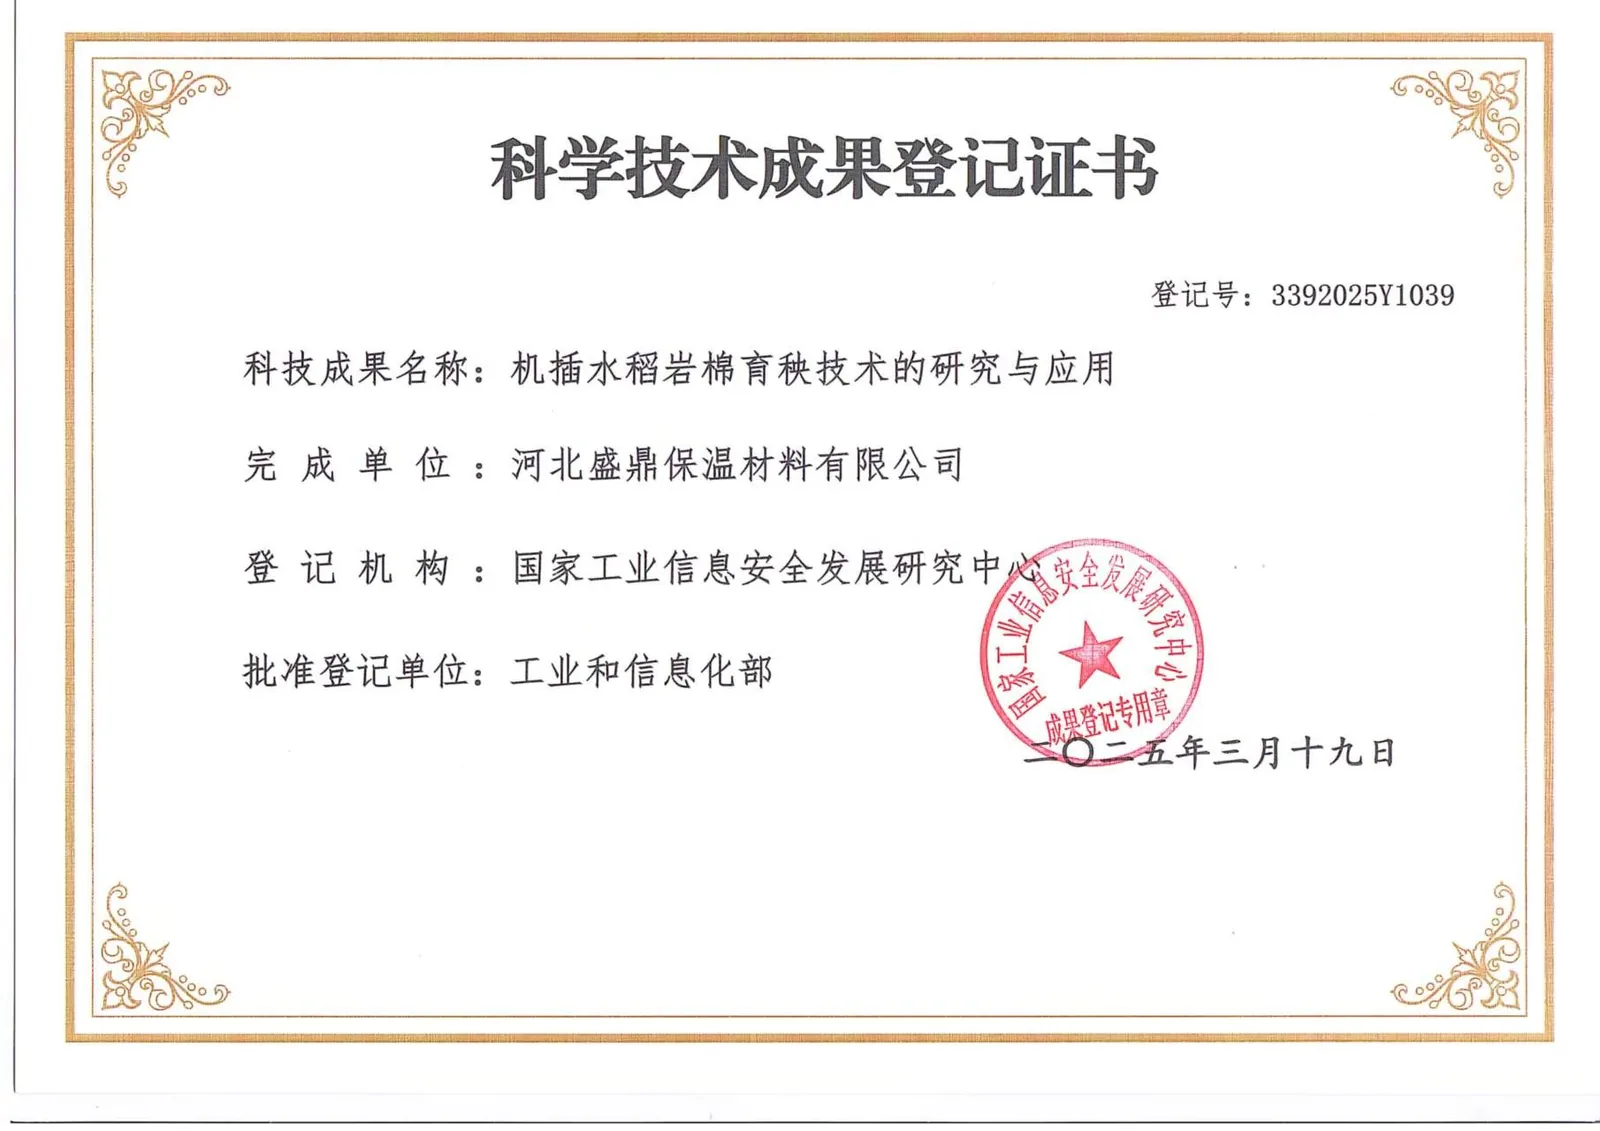 科学技术成果登记证书
登记号：3392025Y1039
科技成果名称：机插水稻岩棉育秧技术的研究与应用
完成单位：河北盛鼎保温材料有限公司
登记机构：国家工业信息安全发展研究中心
批准登记单位：工业和信息化部
国家工业信息安全发展研究中心
成果登记专用章
二〇二五年三月十九日